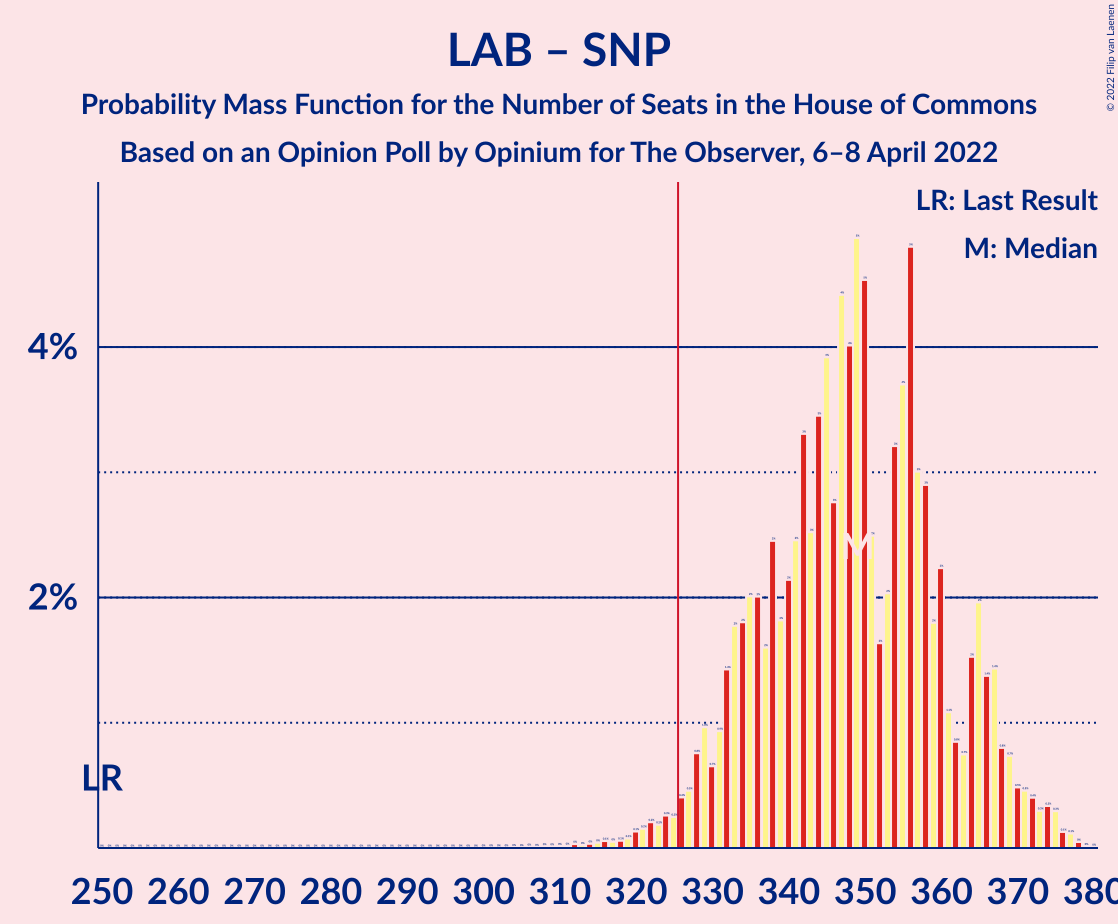 LAB – SNP
Probability Mass Function for the Number of Seats in the House of Commons
Based on an Opinion Poll by Opinium for The Observer, 6–8 April 2022
© 2022 Filip van Laenen
LR: Last Result
M: Median
4%
2%
LR
M
250 260 270 280 290 300 310 320 330 340 350 360 370 380